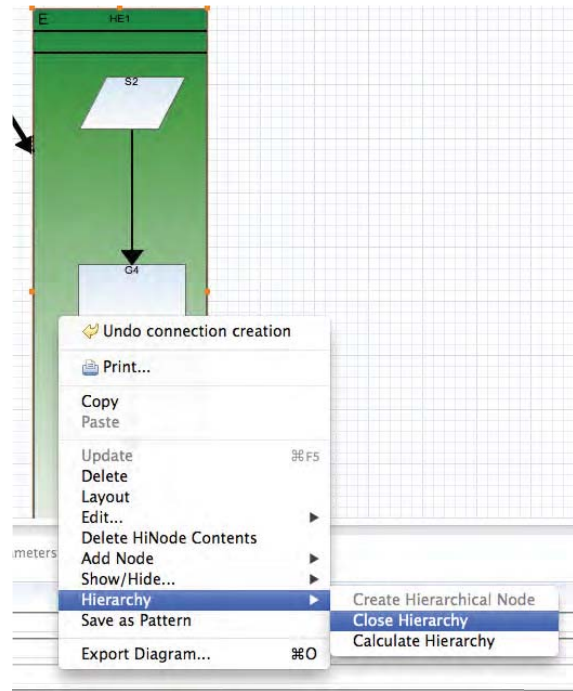 E HE1
S2
G4
Undo connection creation
Print...
Copy
Paste
Update ⌘F5
Delete
Layout
Edit...
Delete HiNode Contents
ameters
Add Node
Show/Hide...
Hierarchy
Create Hierarchical Node
Close Hierarchy
Calculate Hierarchy
Save as Pattern
Export Diagram... ⌘O